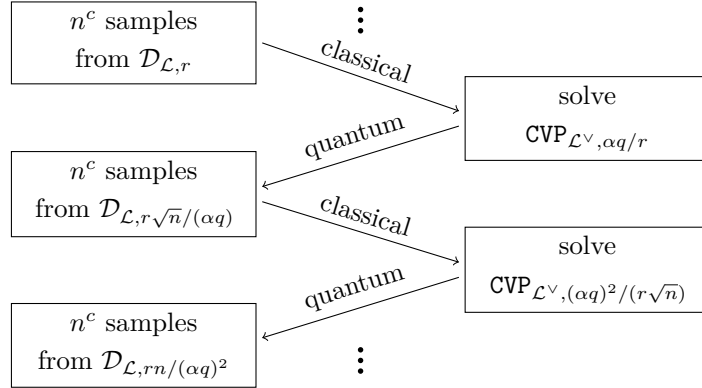 n^c samples
from 𝒟_{ℒ,r}
classical
solve
CVP_{ℒ^∨,αq/r}
quantum
n^c samples
from 𝒟_{ℒ,r√n/(αq)}
classical
solve
CVP_{ℒ^∨,(αq)^2/(r√n)}
quantum
n^c samples
from 𝒟_{ℒ,rn/(αq)^2}